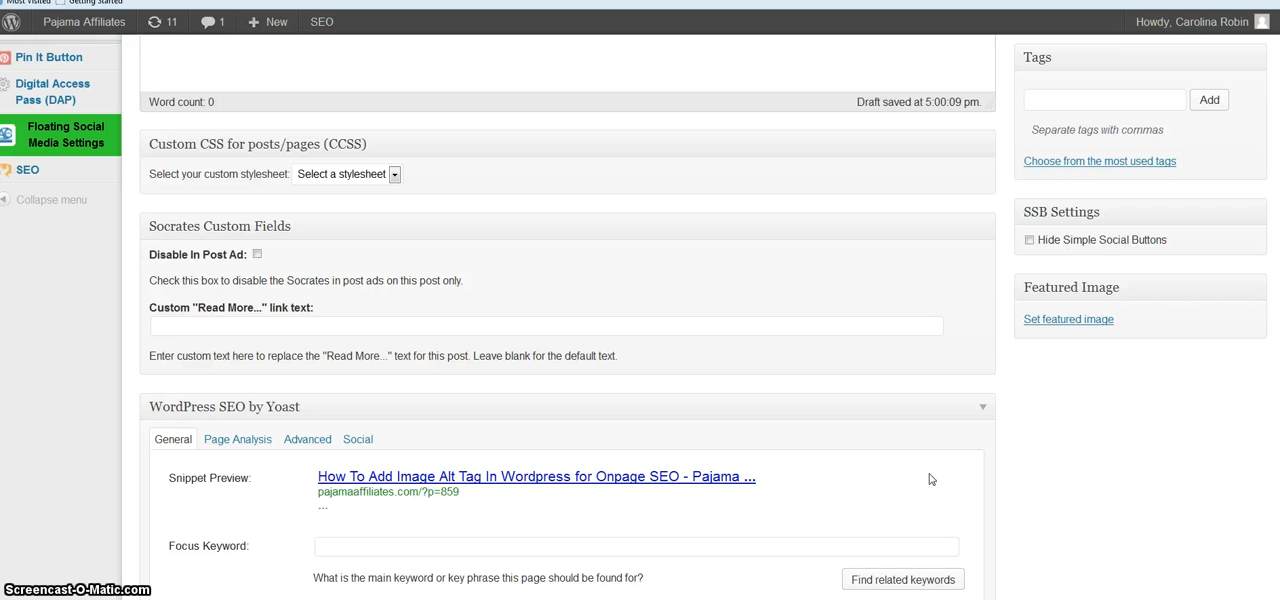 Most Visited Getting Started
Pajama Affiliates 11 1 New SEO Howdy, Carolina Robin
Pin It Button
Digital Access
Pass (DAP)
Floating Social
Media Settings
SEO
Collapse menu
Word count: 0 Draft saved at 5:00:09 pm.
Custom CSS for posts/pages (CCSS)
Select your custom stylesheet: Select a stylesheet
Socrates Custom Fields
Disable In Post Ad:
Check this box to disable the Socrates in post ads on this post only.
Custom "Read More..." link text:
Enter custom text here to replace the "Read More..." text for this post. Leave blank for the default text.
WordPress SEO by Yoast
General Page Analysis Advanced Social
Snippet Preview: How To Add Image Alt Tag In Wordpress for Onpage SEO - Pajama ...
pajamaaffiliates.com/?p=859
...
Focus Keyword:
What is the main keyword or key phrase this page should be found for? Find related keywords
Tags
Add
Separate tags with commas
Choose from the most used tags
SSB Settings
Hide Simple Social Buttons
Featured Image
Set featured image
Screencast-O-Matic.com